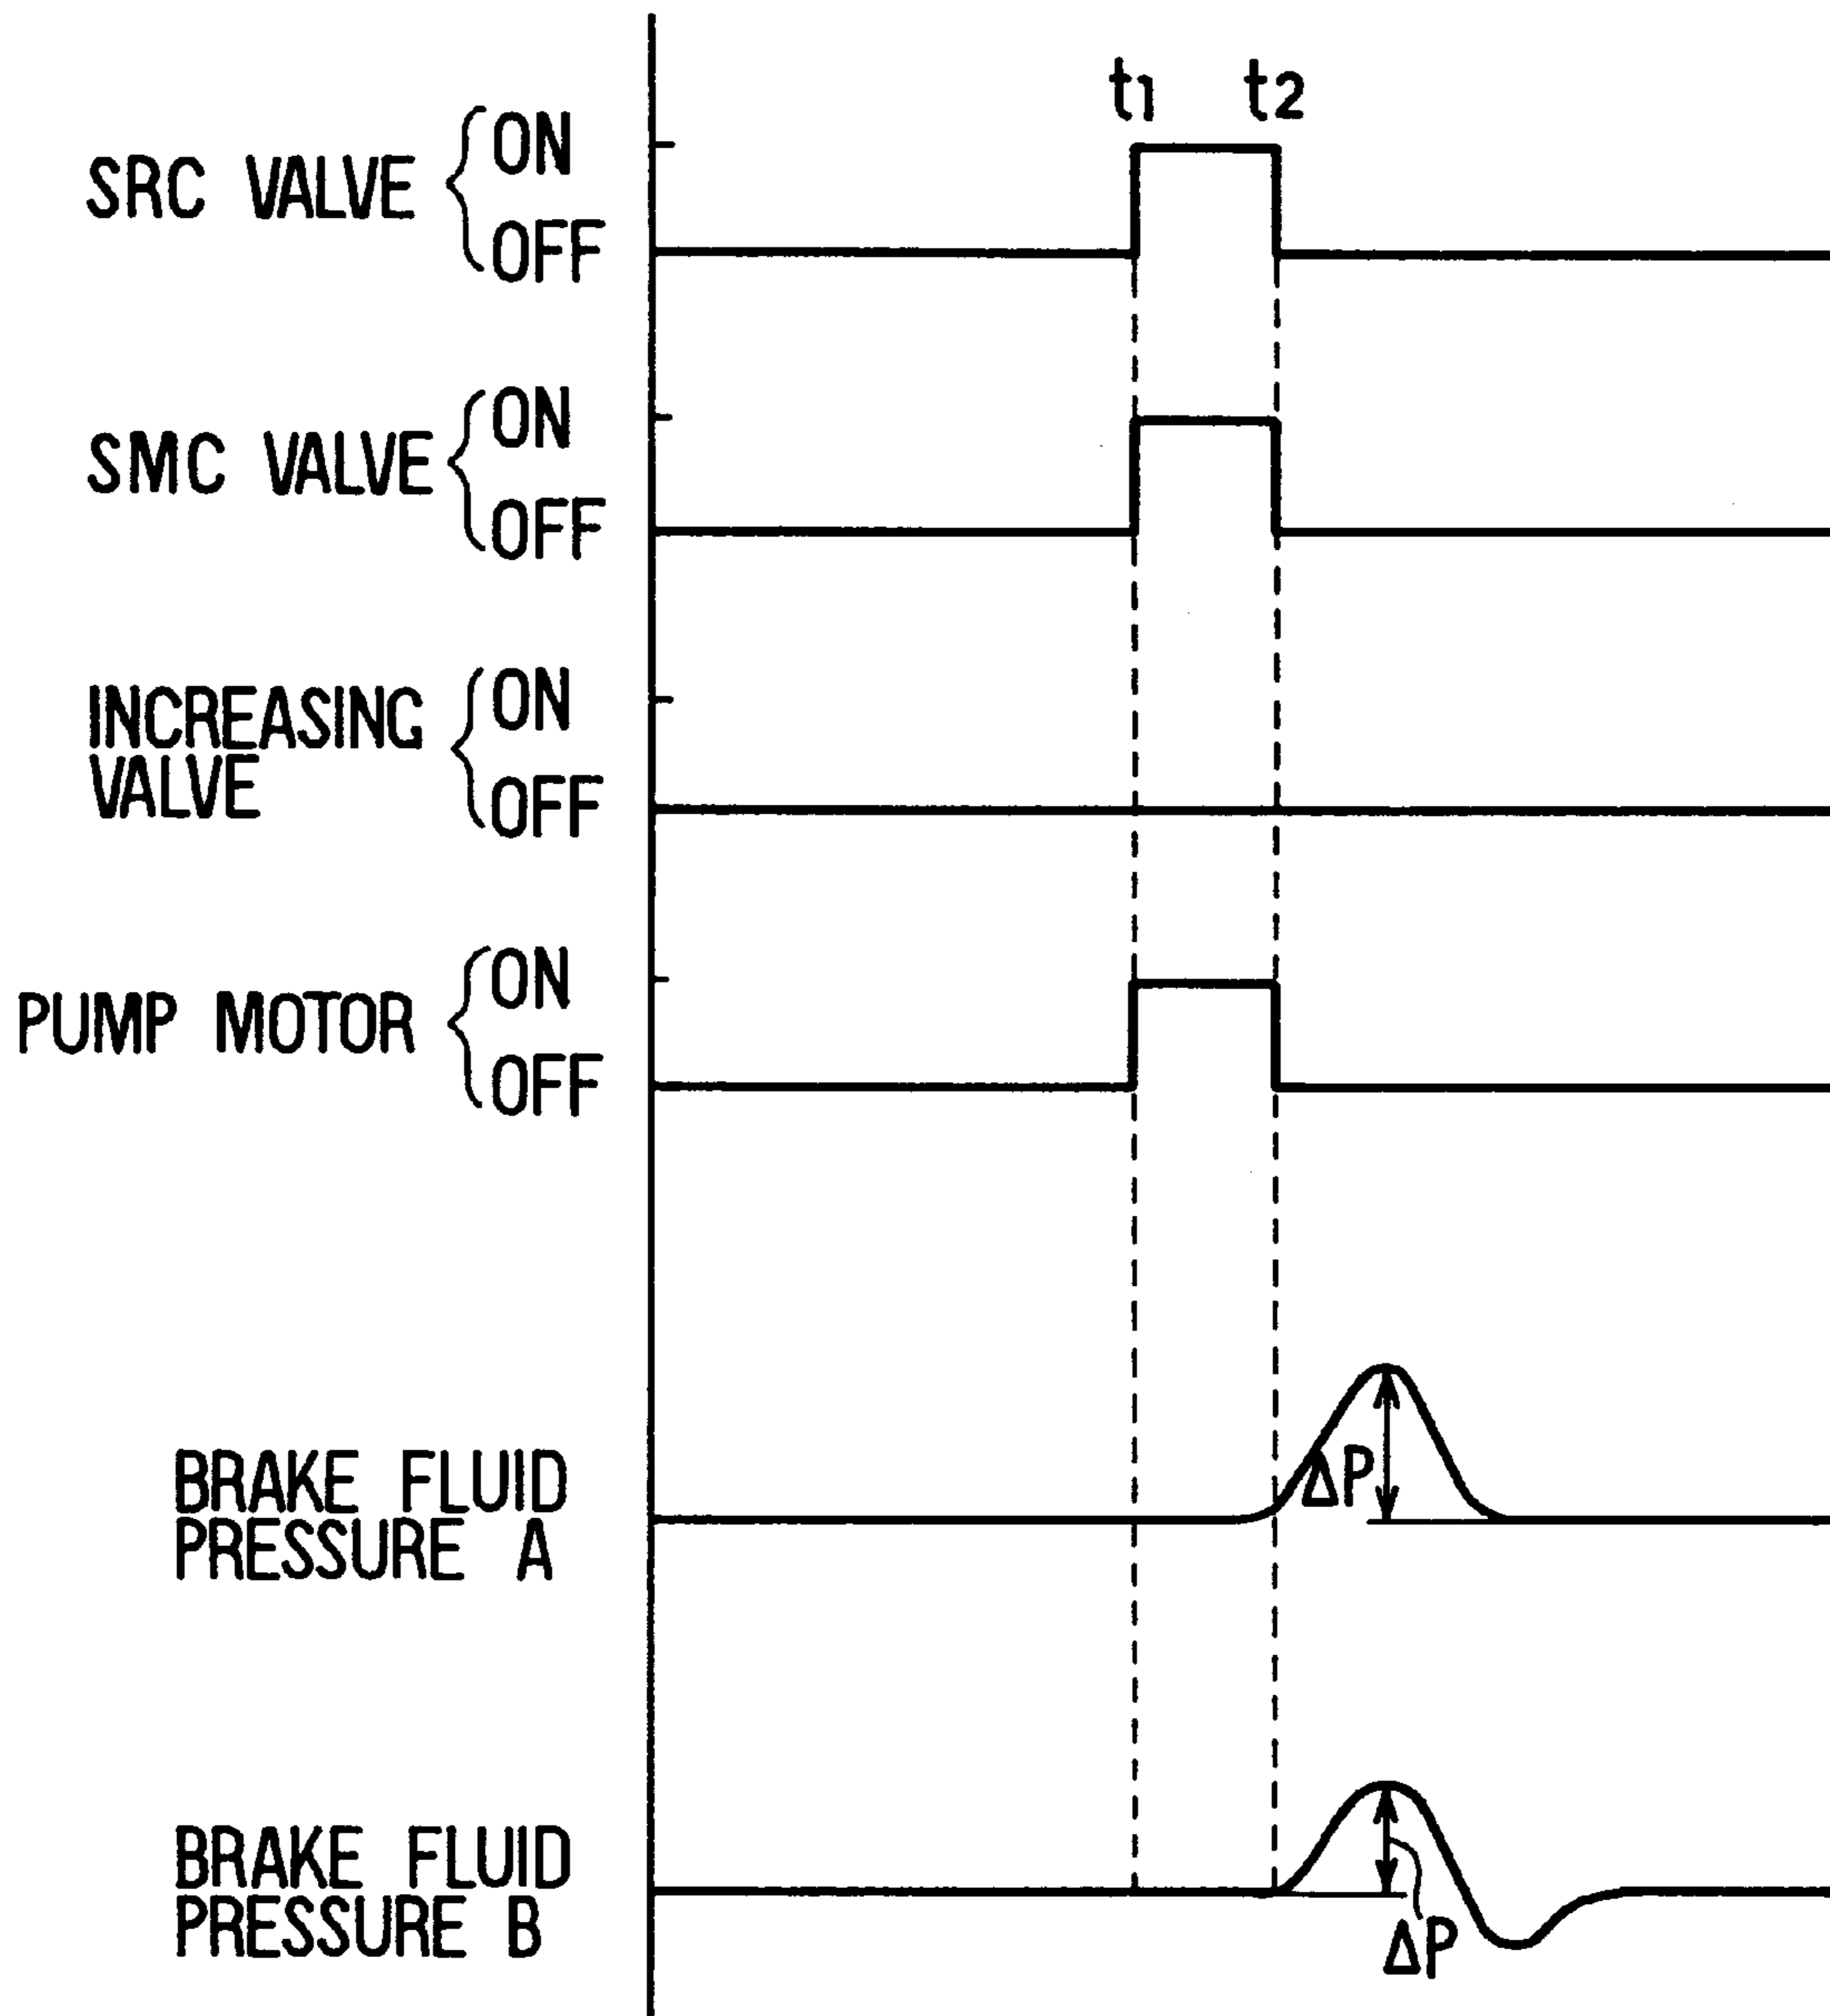 t1 t2
SRC VALVE ON
OFF
SMC VALVE ON
OFF
INCREASING
VALVE
ON
OFF
PUMP MOTOR ON
OFF
ΔP
BRAKE FLUID
PRESSURE A
BRAKE FLUID
PRESSURE B
ΔP